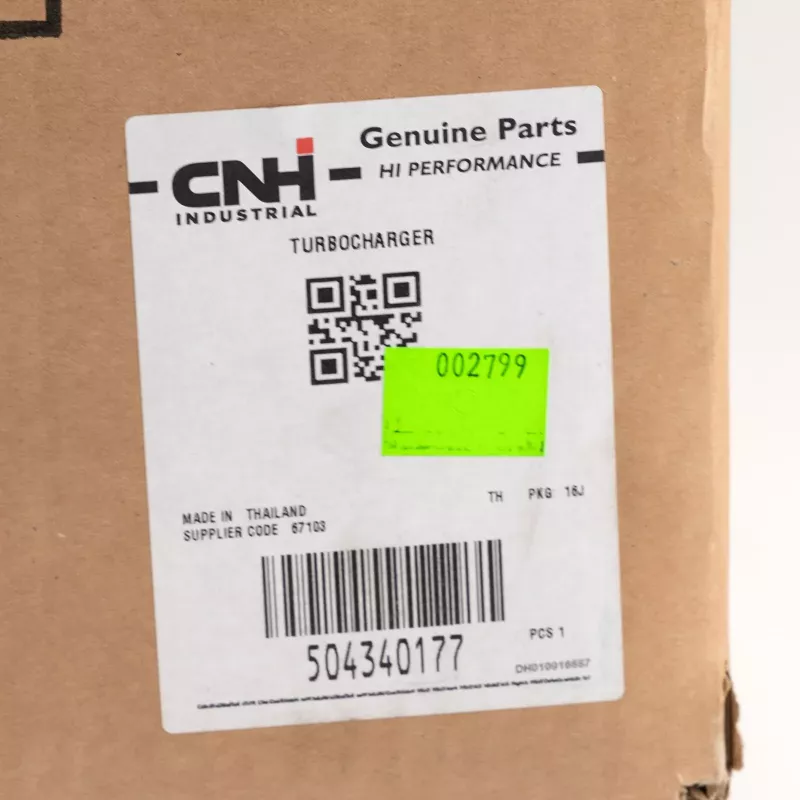 Genuine Parts
CNH
INDUSTRIAL
HI PERFORMANCE
TURBOCHARGER
002799
TH PKG 16J
MADE IN THAILAND
SUPPLIER CODE 67103
504340177
PCS 1
DH010916687